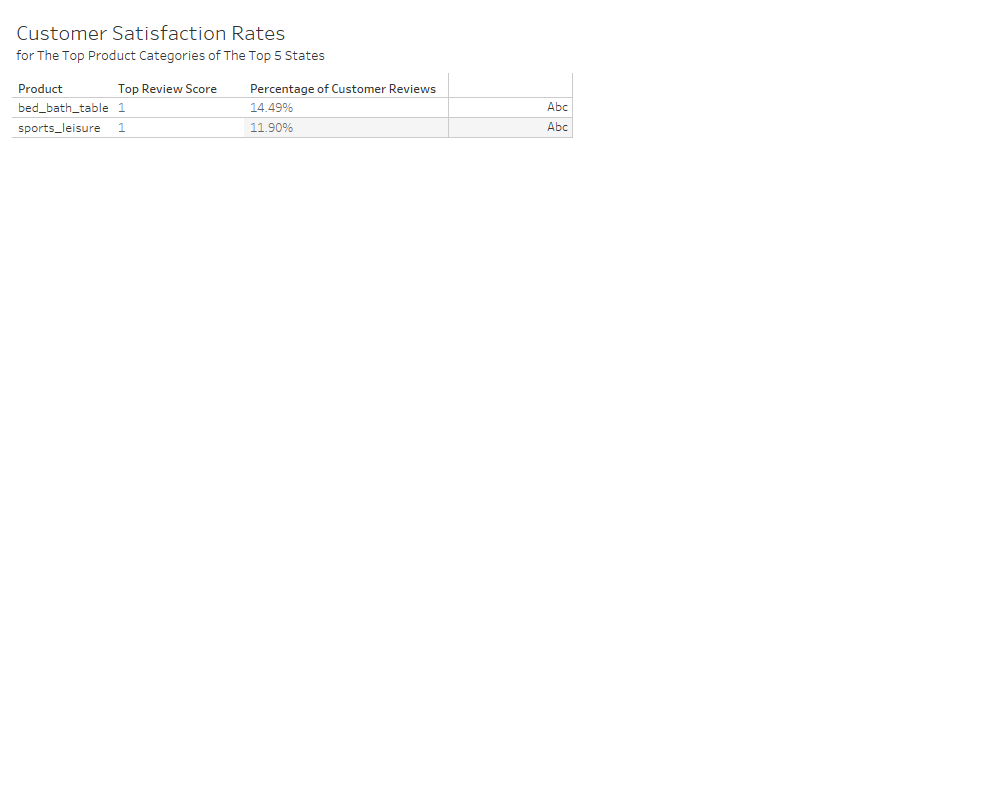 Customer Satisfaction Rates
for The Top Product Categories of The Top 5 States
Product Top Review Score Percentage of Customer Reviews
bed_bath_table 1 14.49% Abc
sports_leisure 1 11.90% Abc